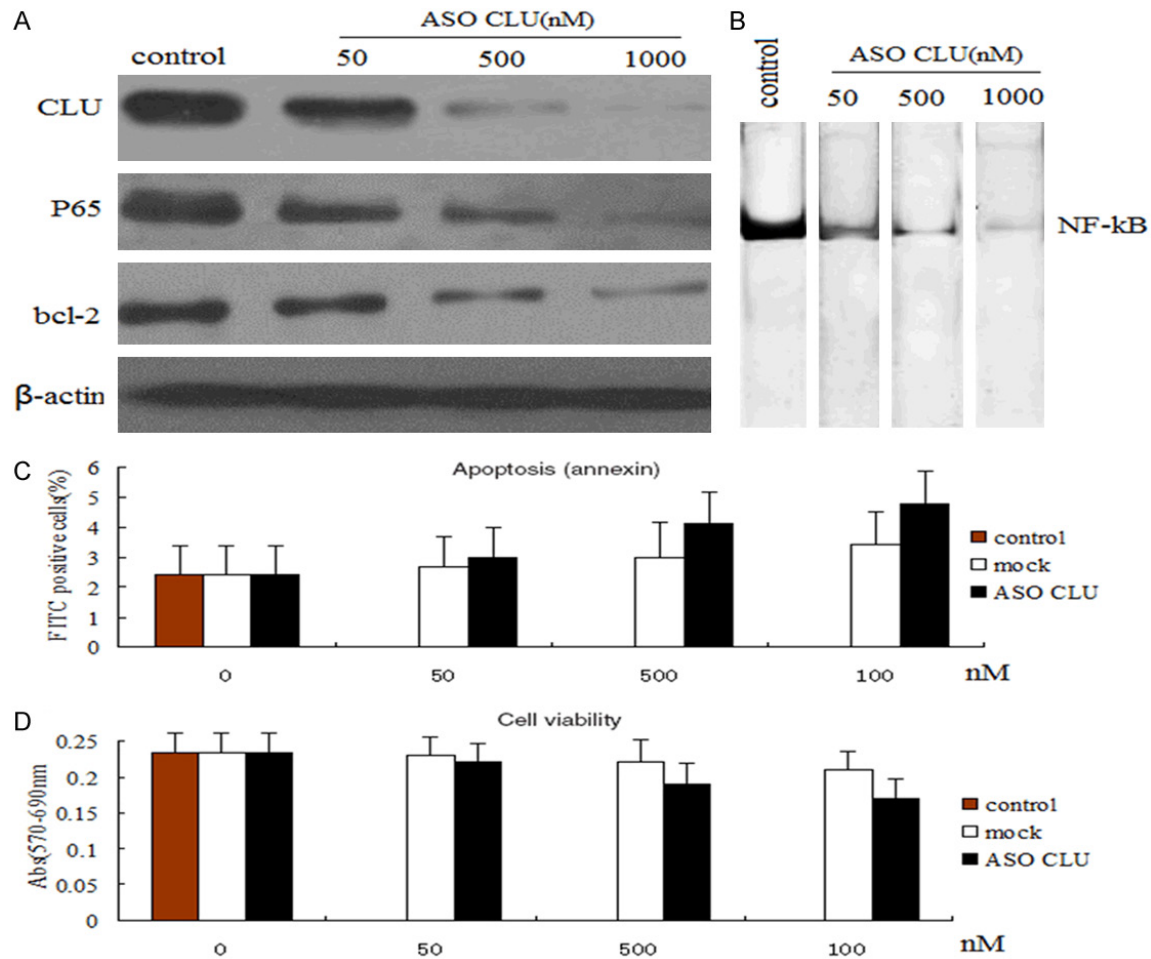 A
ASO CLU(nM)
control 50 500 1000
CLU
P65
bcl-2
β-actin
B
control
ASO CLU(nM)
50 500 1000
NF-kB
C
Apoptosis (annexin)
FITC positive cells(%)
6
5
4
3
2
1
0
0 50 500 100 nM
control
mock
ASO CLU
D
Cell viability
Abs(570-690nm
0.25
0.2
0.15
0.1
0.05
0
0 50 500 100 nM
control
mock
ASO CLU